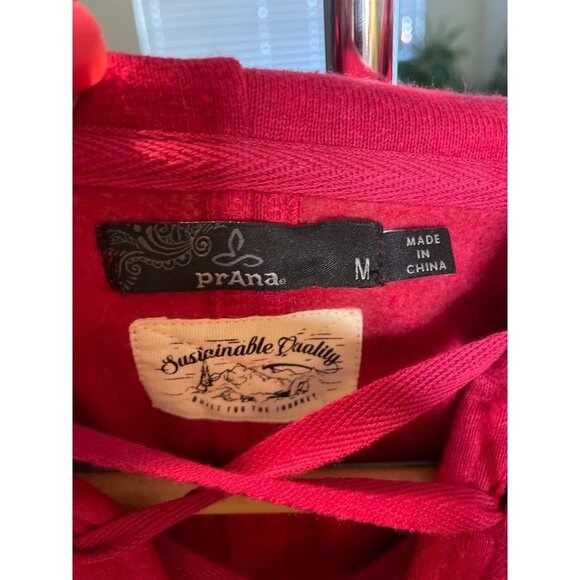 prAna®
M
MADE
IN
CHINA
Sustainable Quality
BUILT FOR THE JOURNEY